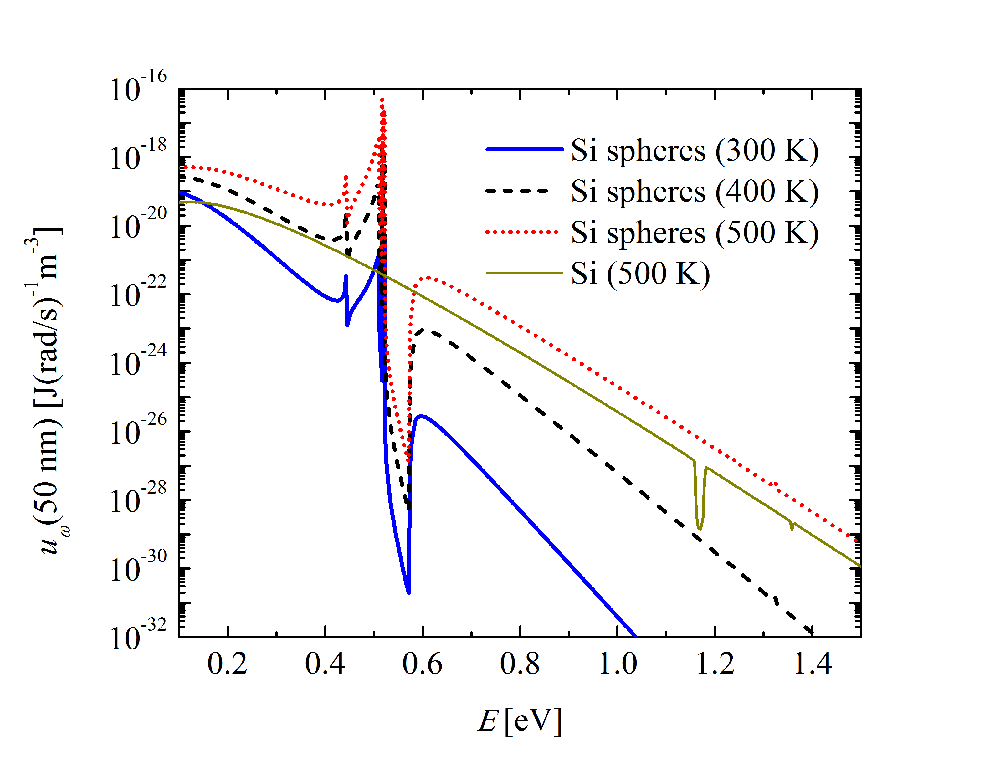 10^-16
10^-18
10^-20
10^-22
10^-24
10^-26
10^-28
10^-30
10^-32
u_ω(50 nm) [J(rad/s)^-1 m^-3]
Si spheres (300 K)
Si spheres (400 K)
Si spheres (500 K)
Si (500 K)
0.2 0.4 0.6 0.8 1.0 1.2 1.4
E [eV]